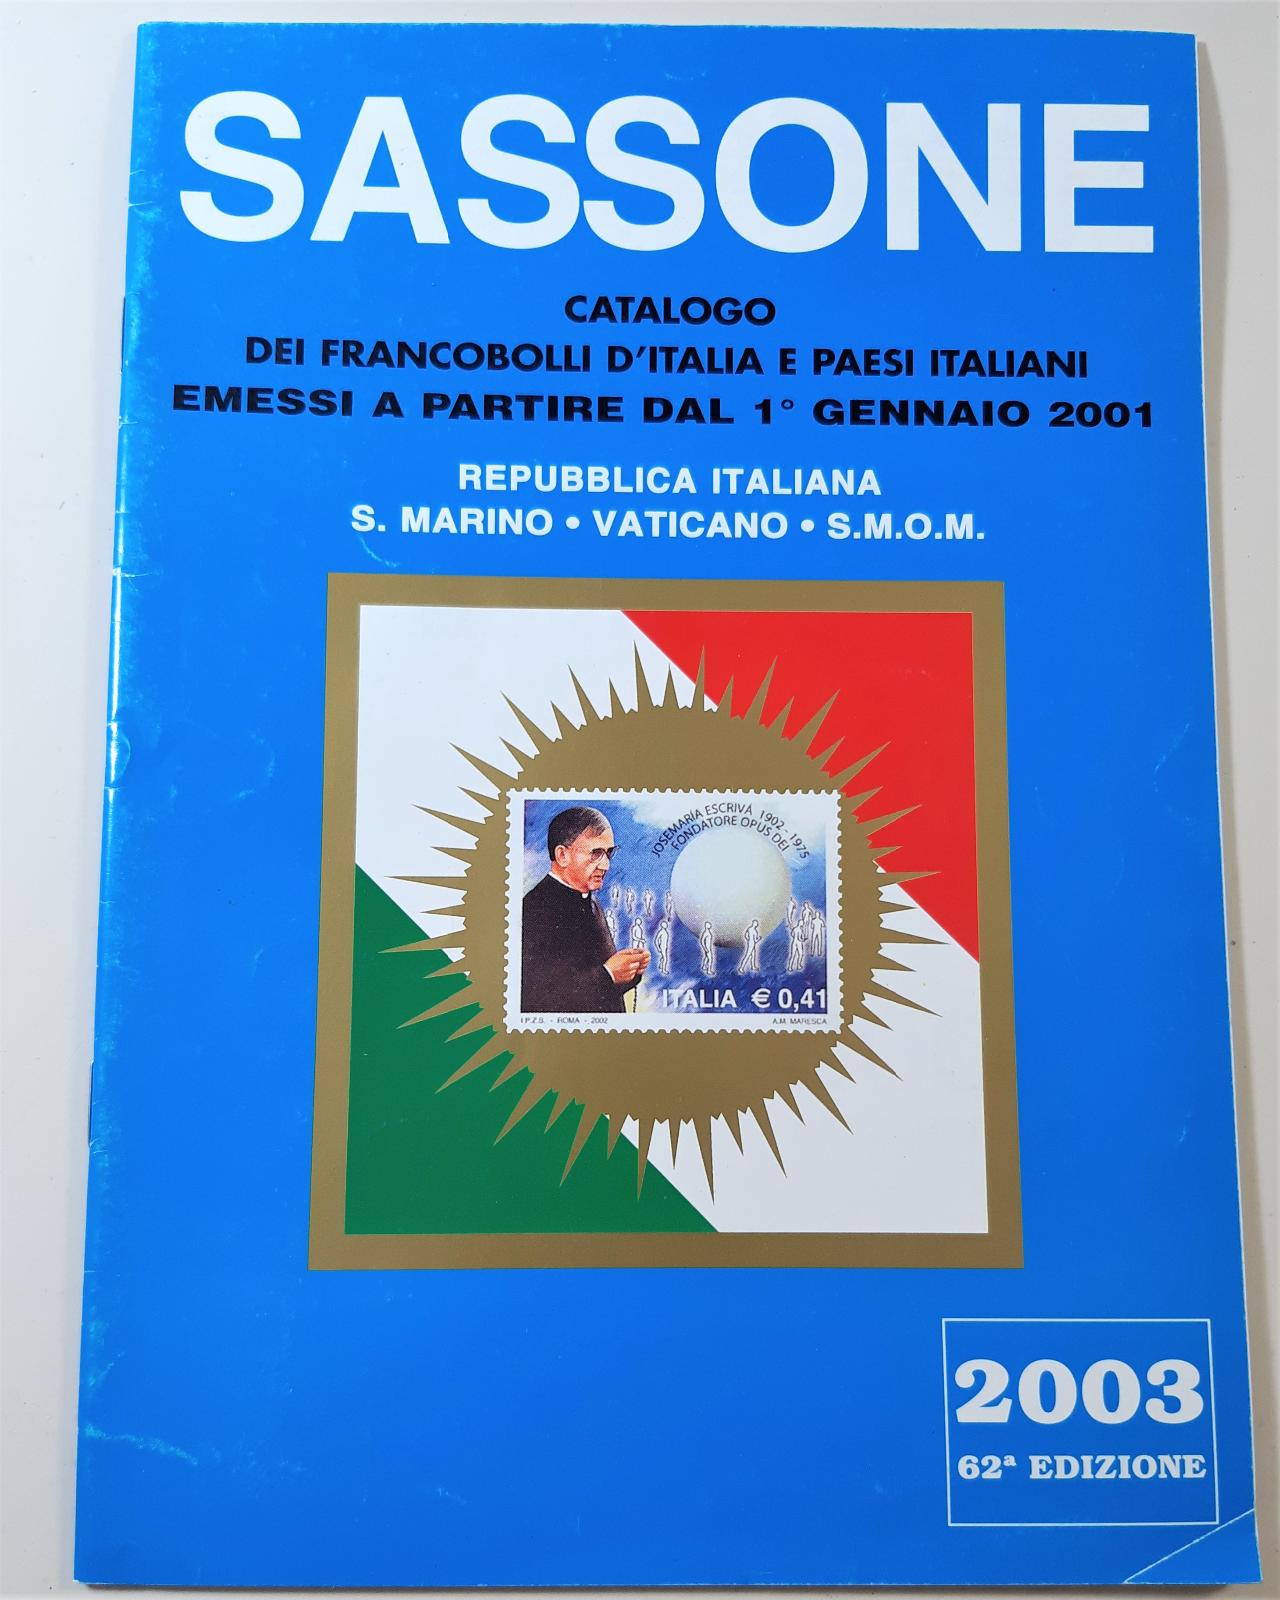 SASSONE
CATALOGO
DEI FRANCOBOLLI D'ITALIA E PAESI ITALIANI
EMESSI A PARTIRE DAL 1° GENNAIO 2001
REPUBBLICA ITALIANA
S. MARINO • VATICANO • S.M.O.M.
JOSEMARÍA ESCRIVÁ 1902 - 1975
FONDATORE OPUS DEI
ITALIA € 0,41
I.P.Z.S. - ROMA - 2002 A.M. MARESCA
2003
62ª EDIZIONE